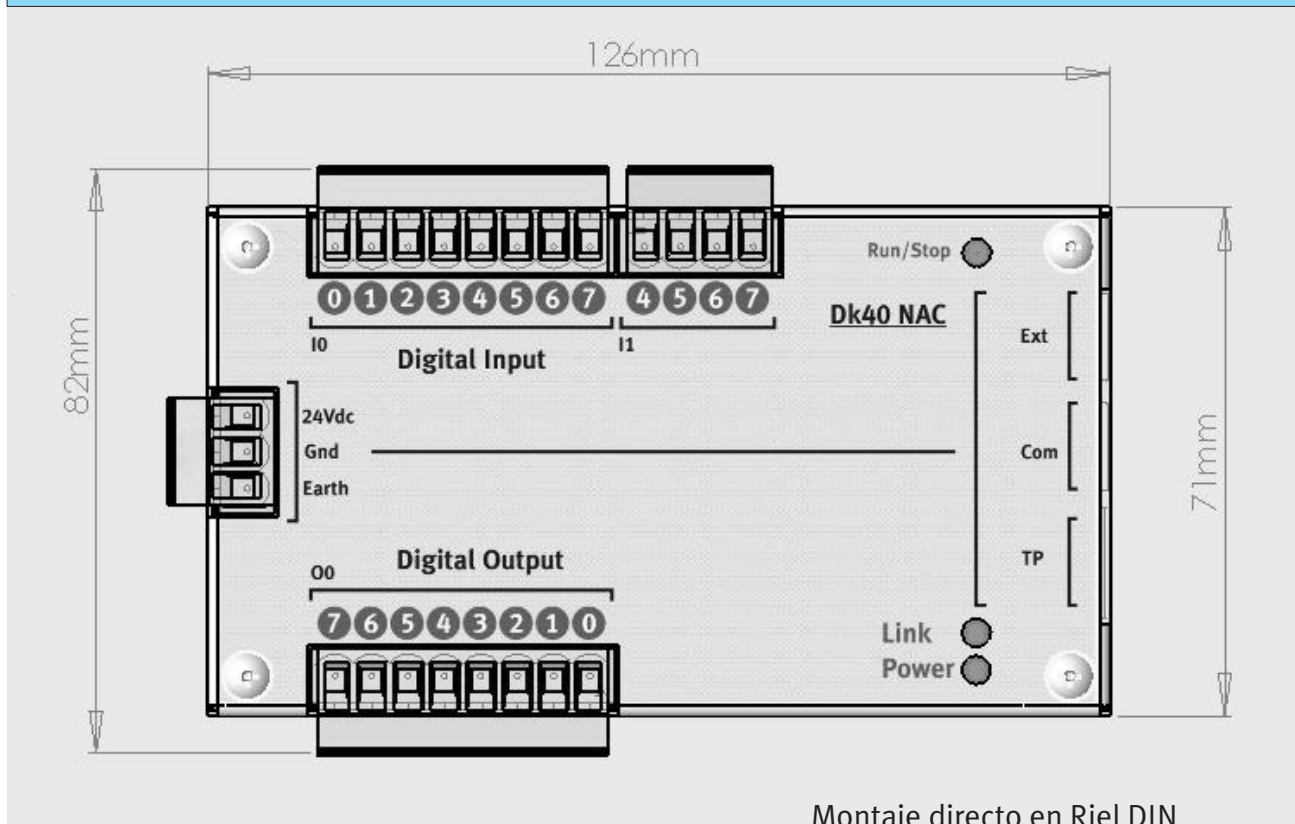 126mm
82mm
71mm
Run/Stop
0 1 2 3 4 5 6 7
4 5 6 7
Dk40 NAC
I0
I1
Digital Input
Ext
24Vdc
Gnd
Earth
Com
Digital Output
O0
TP
7 6 5 4 3 2 1 0
Link
Power
Montaje directo en Riel DIN